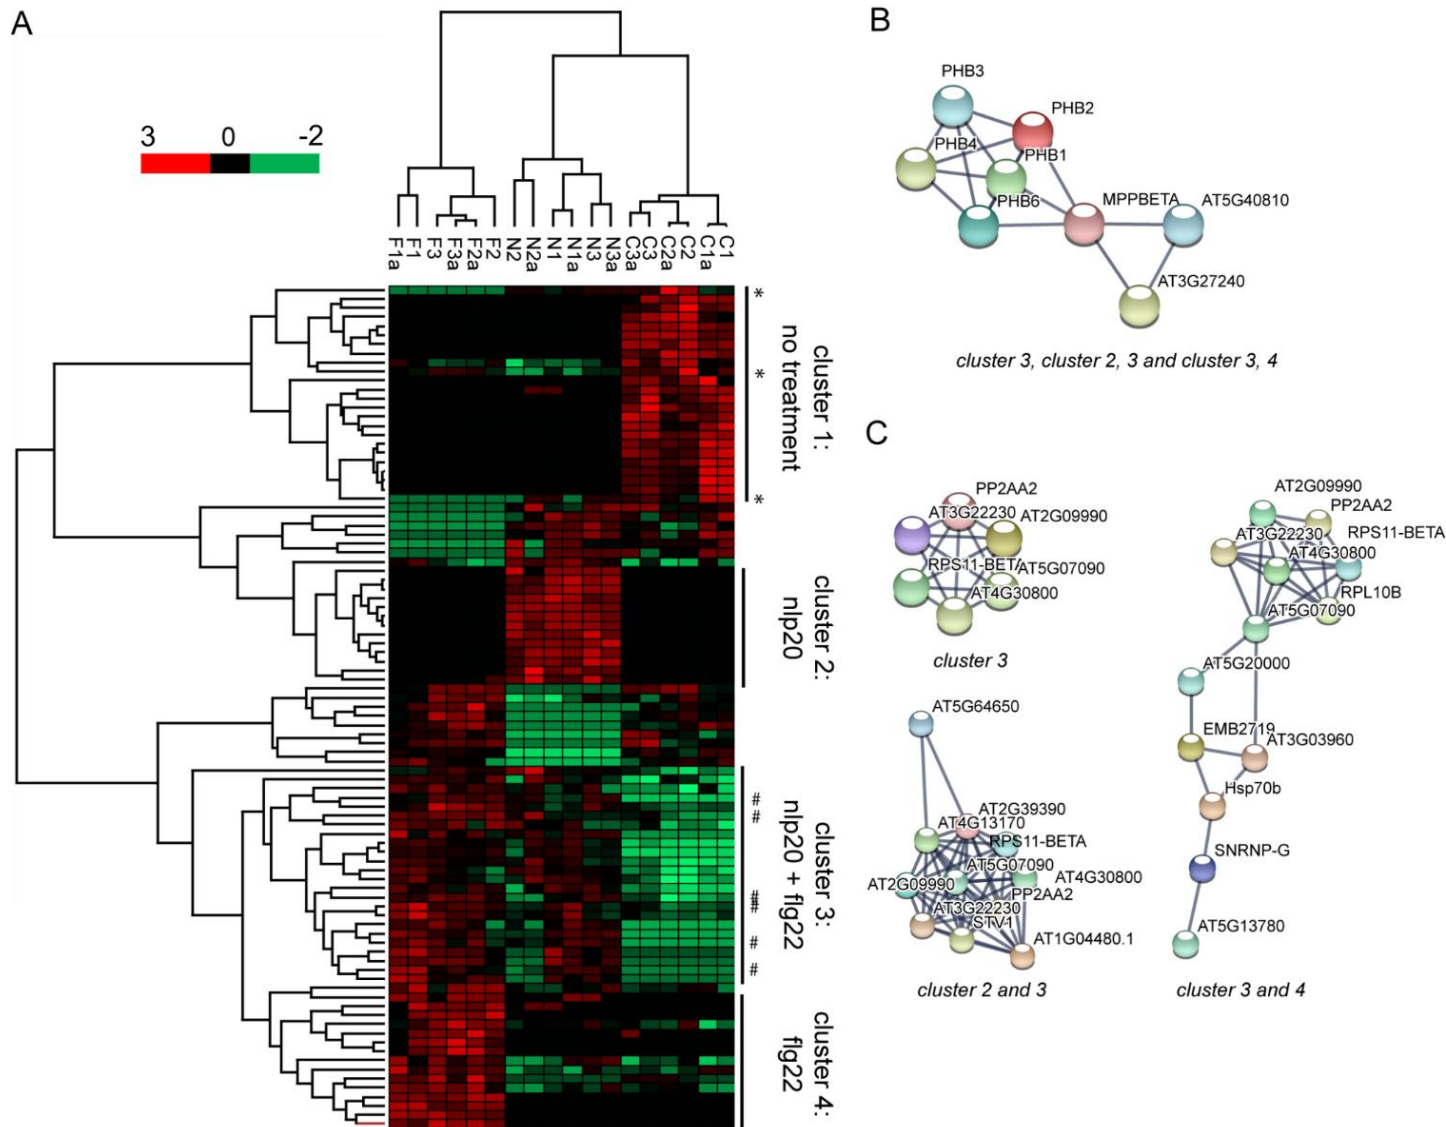 A
3 0 -2
F1a
F1
F3
F3a
F2a
F2
N2
N2a
N1
N1a
N3
N3a
C3a
C3
C2a
C2
C1a
C1
*
*
*
cluster 1:
no treatment
cluster 2:
nlp20
#
#
#
#
#
#
cluster 3:
nlp20 + flg22
cluster 4:
flg22
B
PHB3
PHB2
PHB4
PHB1
PHB6
MPPBETA
AT5G40810
AT3G27240
cluster 3, cluster 2, 3 and cluster 3, 4
C
PP2AA2
AT3G22230
AT2G09990
RPS11-BETA
AT5G07090
AT4G30800
cluster 3
AT5G64650
AT2G39390
AT4G13170
RPS11-BETA
AT5G07090
AT2G09990
AT4G30800
PP2AA2
AT3G22230
STV1
AT1G04480.1
cluster 2 and 3
AT2G09990
PP2AA2
RPS11-BETA
AT3G22230
AT4G30800
RPL10B
AT5G07090
AT5G20000
EMB2719
AT3G03960
Hsp70b
SNRNP-G
AT5G13780
cluster 3 and 4